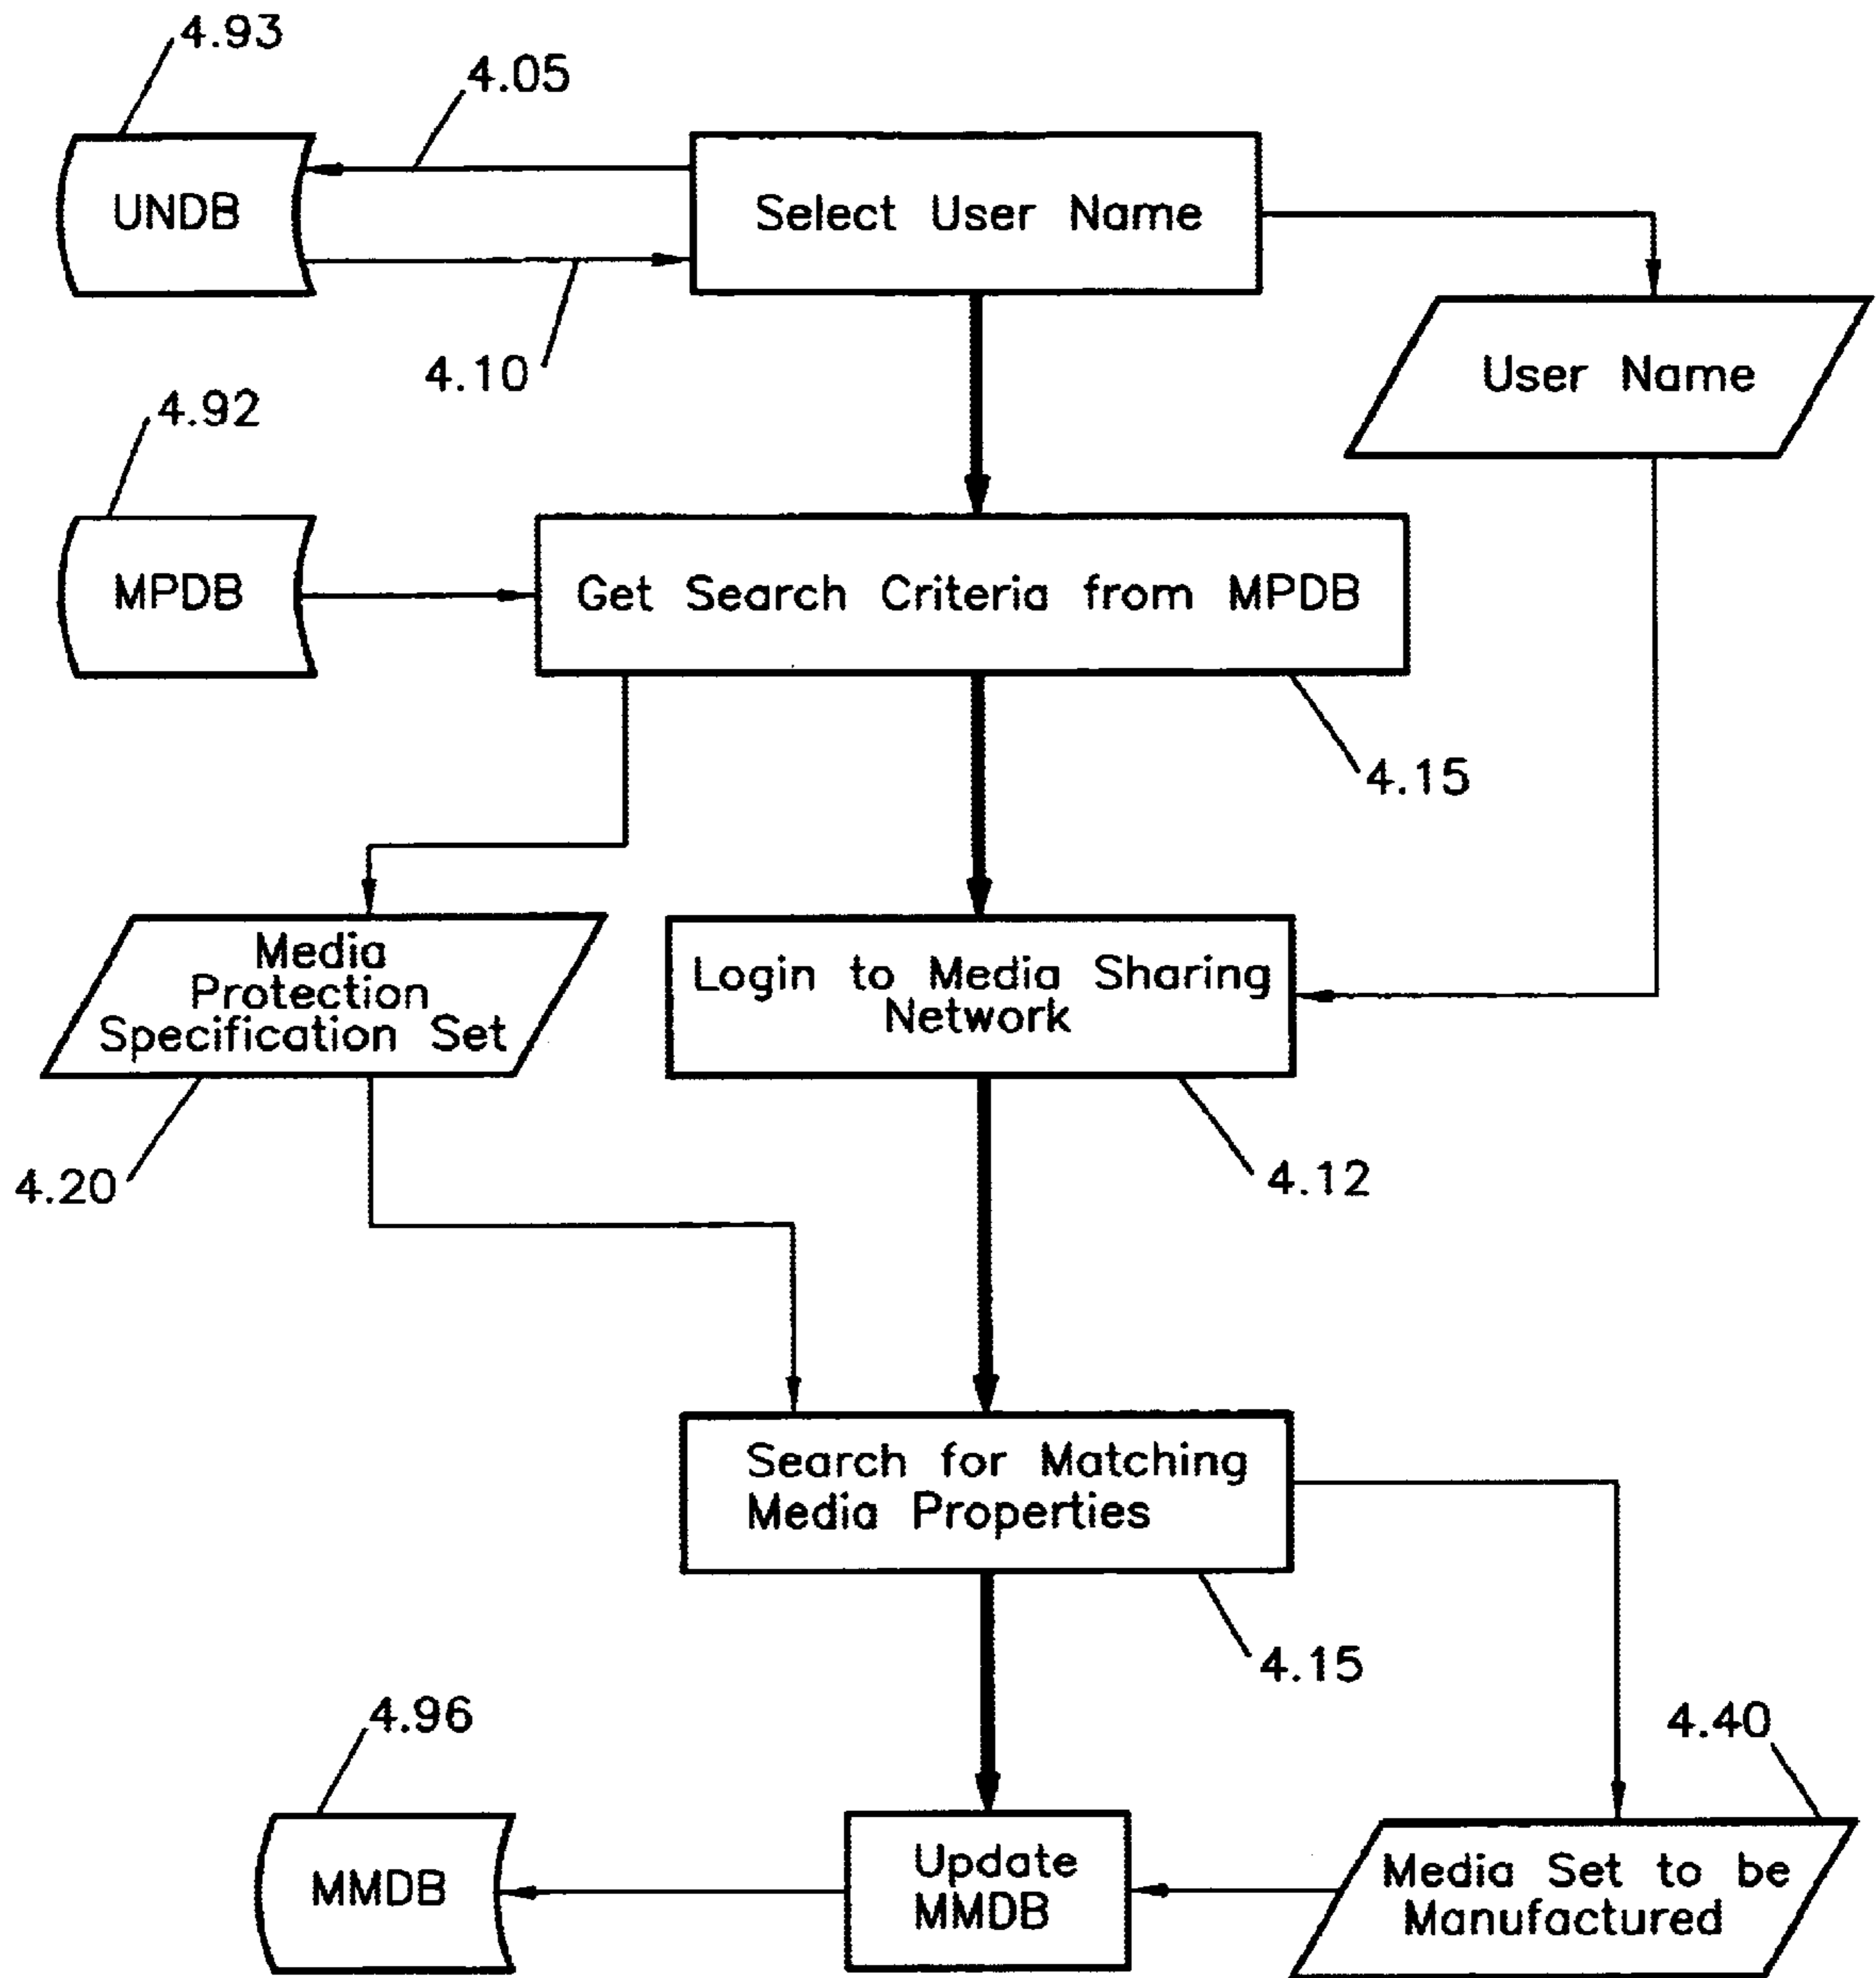 4.93
4.05
UNDB
Select User Name
4.10
User Name
4.92
MPDB
Get Search Criteria from MPDB
4.15
Media
Protection
Specification Set
Login to Media Sharing
Network
4.20
4.12
Search for Matching
Media Properties
4.15
4.96
4.40
MMDB
Update
MMDB
Media Set to be
Manufactured